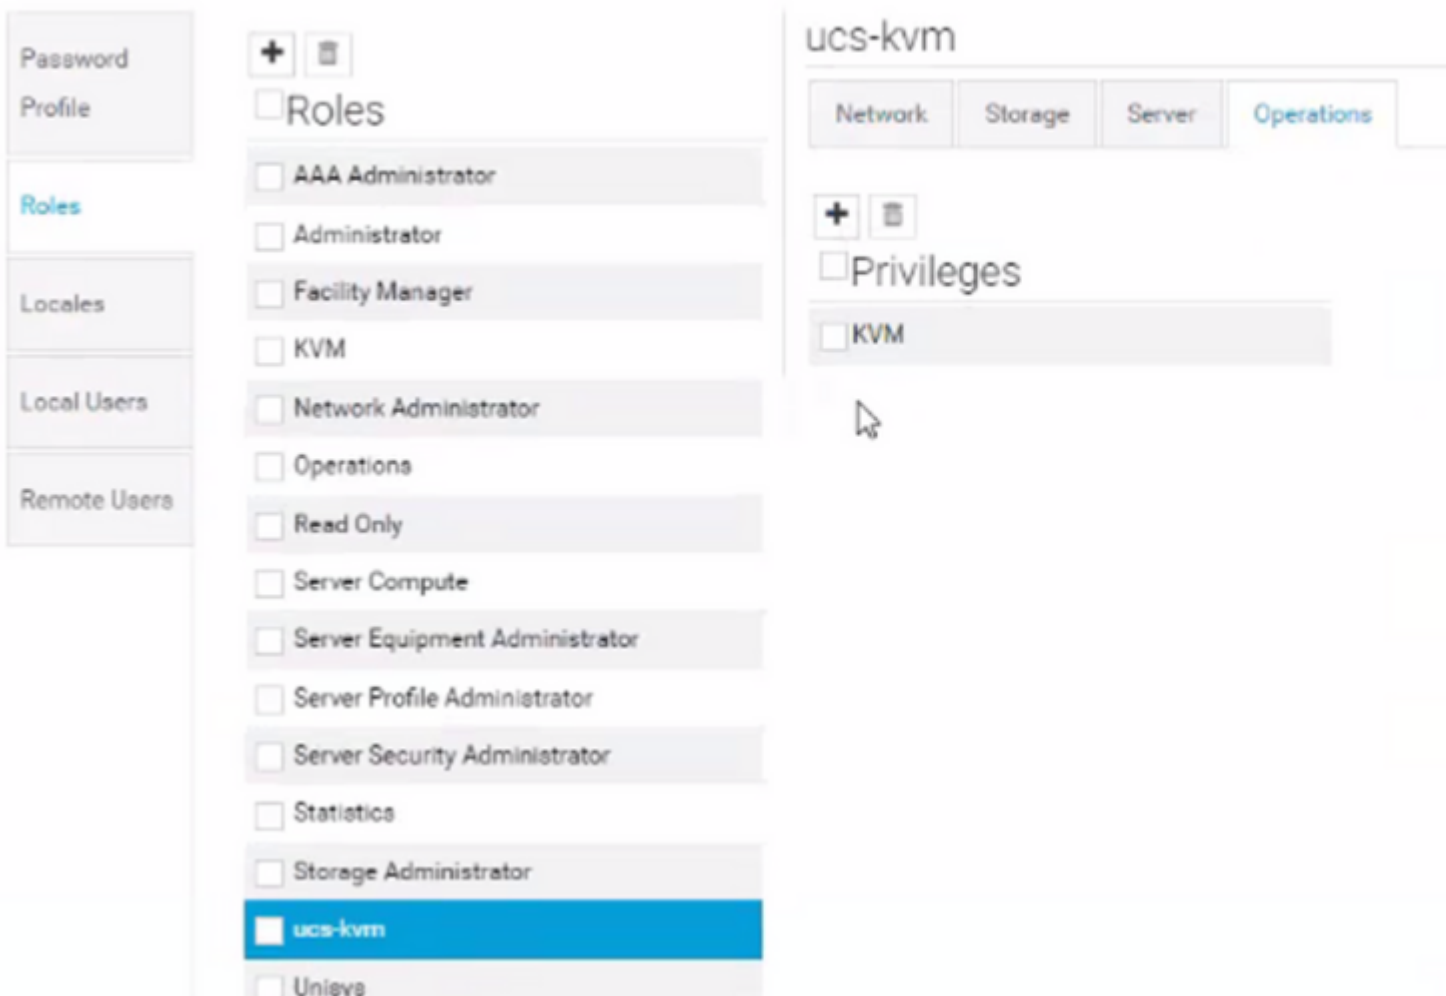 Password
Profile
Roles
Locales
Local Users
Remote Users
Roles
AAA Administrator
Administrator
Facility Manager
KVM
Network Administrator
Operations
Read Only
Server Compute
Server Equipment Administrator
Server Profile Administrator
Server Security Administrator
Statistics
Storage Administrator
ucs-kvm
Unisys
ucs-kvm
Network Storage Server Operations
Privileges
KVM